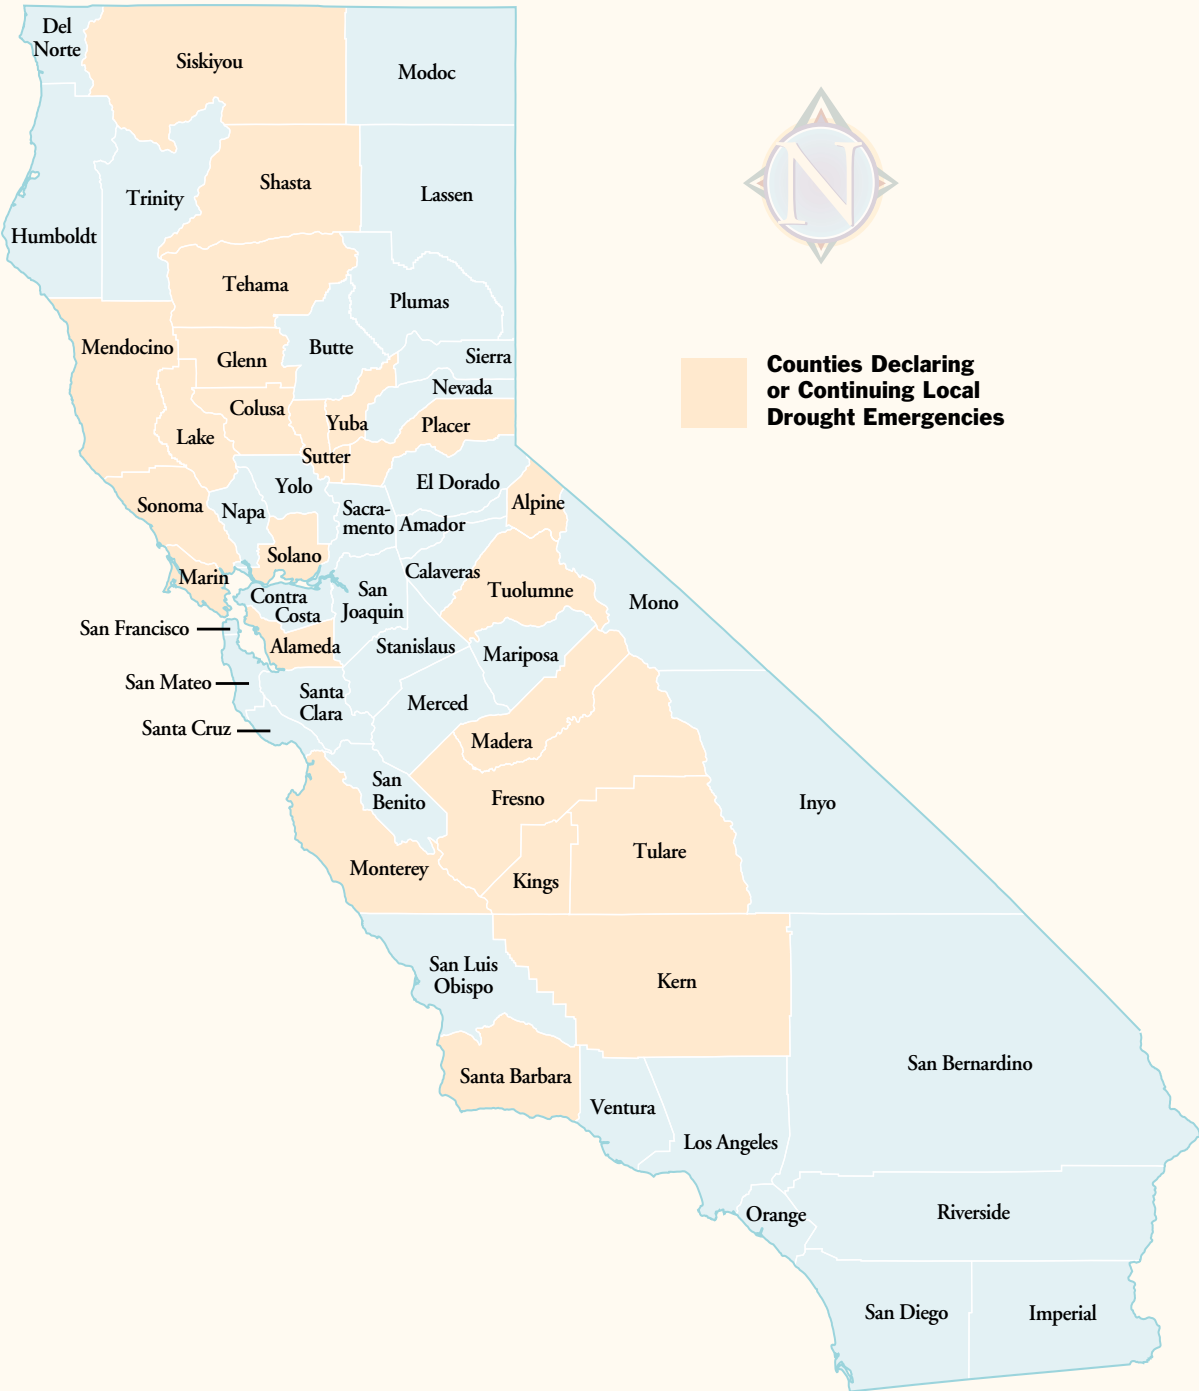 Del
Norte
Siskiyou
Modoc
N
Shasta
Trinity
Lassen
Humboldt
Tehama
Plumas
Mendocino
Butte
Glenn
Sierra
Nevada
Colusa
Yuba
Placer
Lake
Sutter
Counties Declaring
or Continuing Local
Drought Emergencies
Yolo
El Dorado
Sonoma
Napa
Sacra-
mento
Amador
Alpine
Solano
Marin
Calaveras
Contra
Costa
San
Joaquin
Tuolumne
Mono
San Francisco
Alameda
Stanislaus
Mariposa
San Mateo
Santa
Clara
Merced
Santa Cruz
Madera
San
Benito
Fresno
Inyo
Monterey
Kings
Tulare
San Luis
Obispo
Kern
Santa Barbara
San Bernardino
Ventura
Los Angeles
Orange
Riverside
San Diego
Imperial